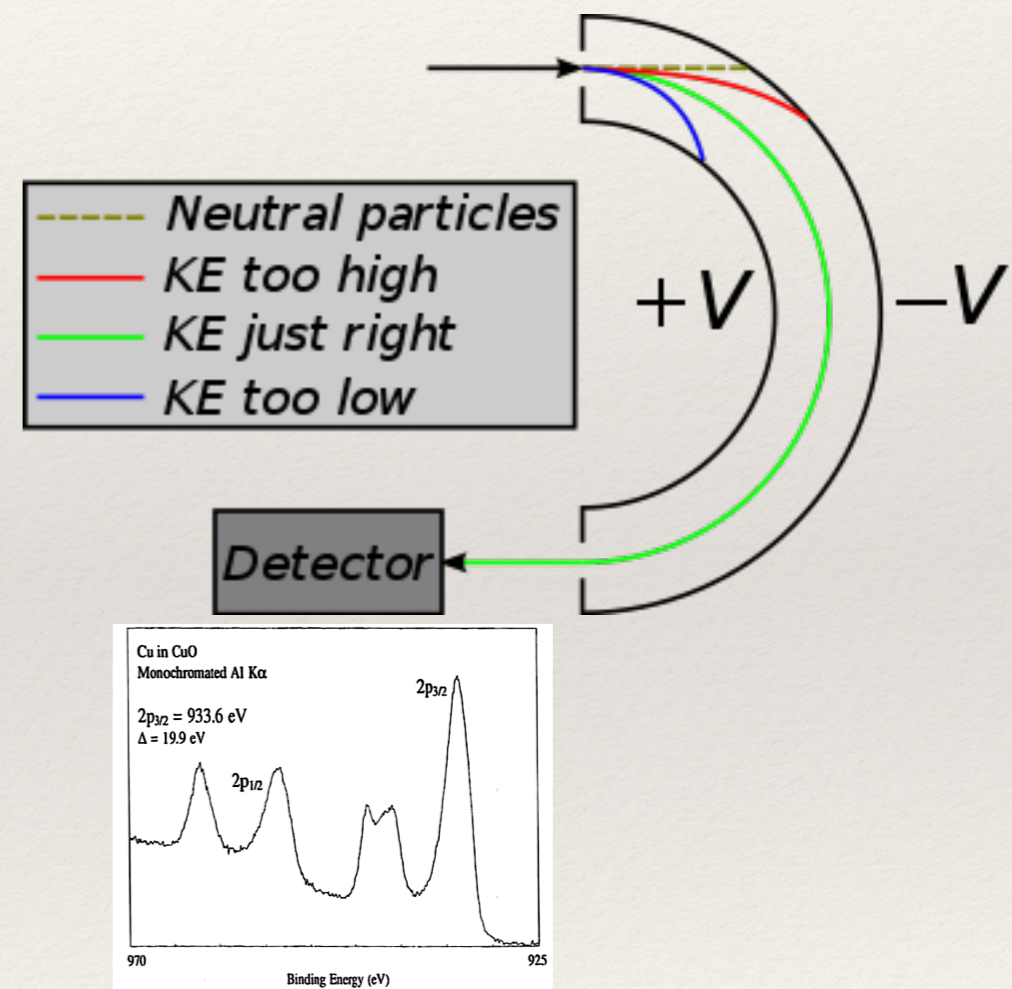 Neutral particles
KE too high
KE just right
KE too low
+V
−V
Detector
Cu in CuO
Monochromated Al Kα
2p3/2 = 933.6 eV
Δ = 19.9 eV
2p1/2
2p3/2
970
925
Binding Energy (eV)